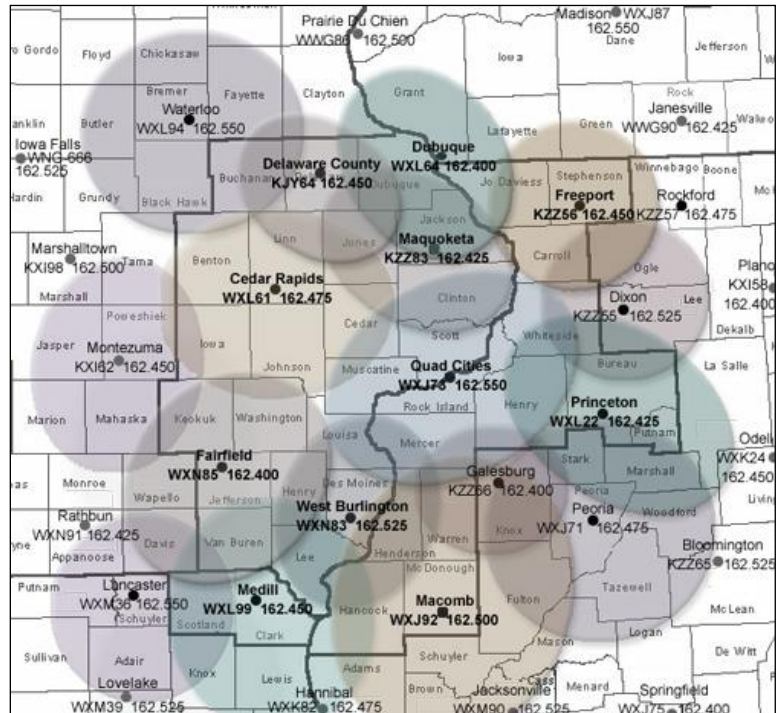 Prairie Du Chien
WWG86 162.500
Madison WXJ87
162.550
Dane
Jefferson
Floyd
Chickasaw
Iowa
Bremer
Fayette
Clayton
Grant
Rock
Waterloo
WXL94 162.550
Butler
Lafayette
Green
Janesville
WWG90 162.425
Iowa Falls
WNG-666
162.525
Dubuque
WXL64 162.400
Delaware County
KJY64 162.450
Buchanan
Dubuque
Jo Daviess
Stephenson
Winnebago
Boone
Freeport
KZZ56 162.450
Rockford
KZZ57 162.475
Grundy
Black Hawk
Jackson
Linn
Jones
Maquoketa
KZZ83 162.425
Marshalltown
KXI98 162.500
Tama
Benton
Carroll
Ogle
Cedar Rapids
WXL61 162.475
Marshall
Clinton
Dixon
KZZ55 162.525
Lee
KXI58
Poweshiek
Cedar
Scott
Whiteside
Dekalb
Jasper
Iowa
Johnson
Montezuma
KXI62 162.450
Muscatine
Quad Cities
WXJ73 162.550
Bureau
La Salle
Marion
Mahaska
Keokuk
Washington
Rock Island
Henry
Princeton
WXL22 162.425
Louisa
Mercer
Putnam
Fairfield
WXN85 162.400
Stark
Marshall
WXK24
162.450
Monroe
Wapello
Jefferson
Henry
Des Moines
Galesburg
KZZ66 162.400
Peoria
Woodford
Rathbun
WXN91 162.425
West Burlington
WXN83 162.525
Knox
Peoria
WXJ71 162.475
Appanoose
Davis
Van Buren
Lee
Henderson
Warren
Bloomington
KZZ65 162.525
McDonough
Putnam
Lancaster
WXM36 162.550
Schuyler
Scotland
Medill
WXL99 162.450
Clark
Hancock
Macomb
WXJ92 162.500
Fulton
Tazewell
McLean
Mason
Logan
Sullivan
Adair
Knox
Lewis
Adams
Schuyler
De Witt
Lovelake
WXM39 162.525
Hannibal
WXK82 162.475
Brown
Cass
Jacksonville
WXM90 162.525
Menard
Springfield
WXJ75 162.400